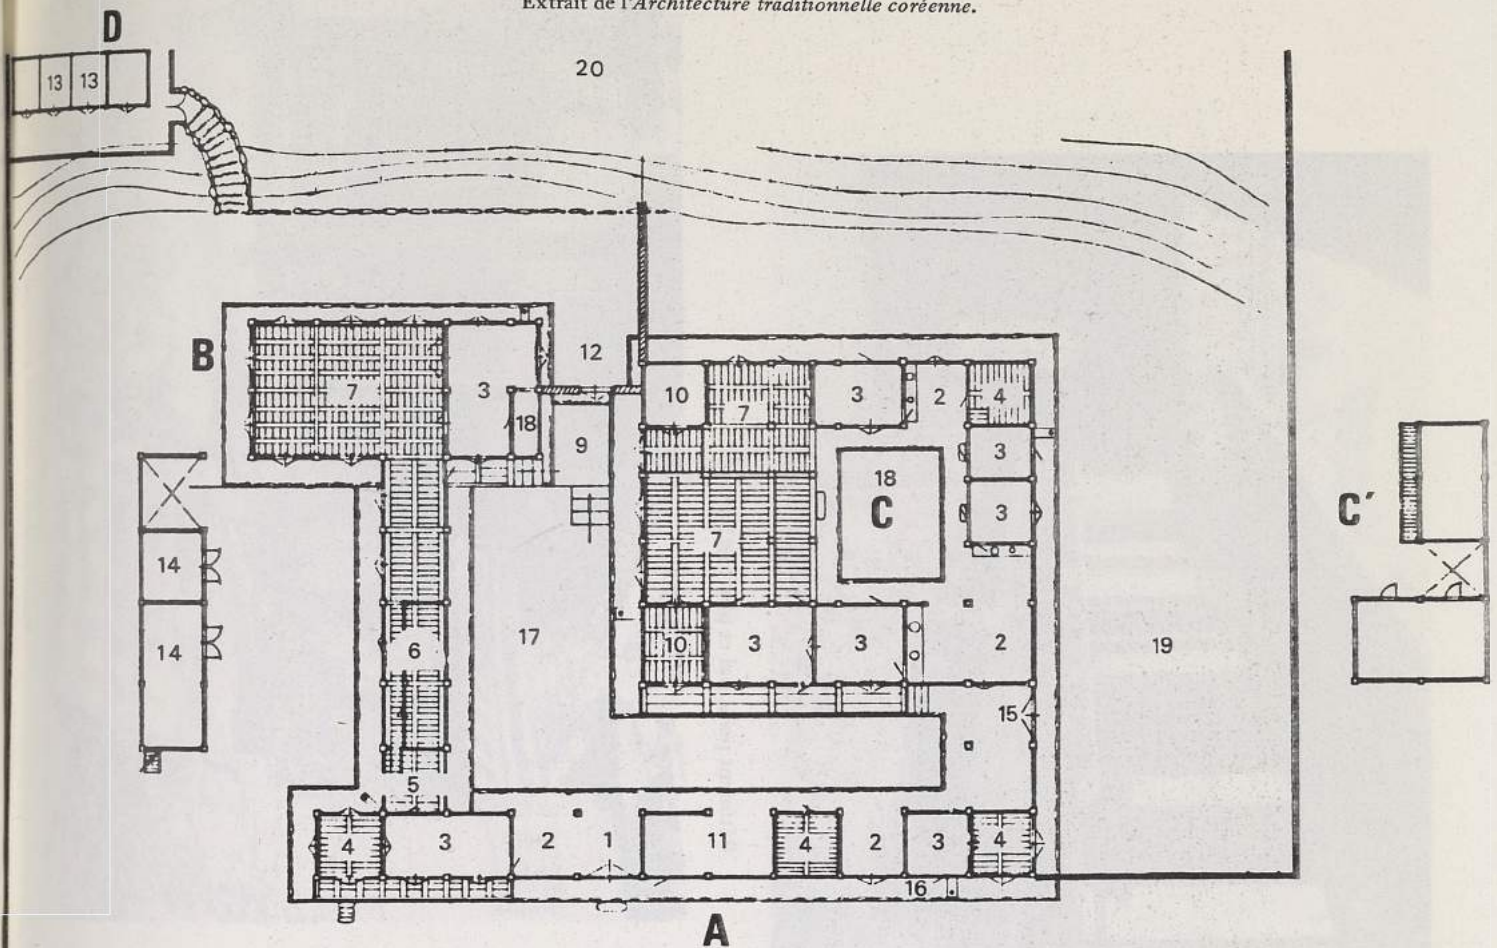 Extrait de l'Architecture traditionnelle coréenne.
D
13 13
20
B
12
7 3 10 7 3 2 4
18 9 3
18
C 3 C´
14 7
14 6 17 10 3 3 2 19
15
5
4 3 2 1 11 4 2 3 4
16
A